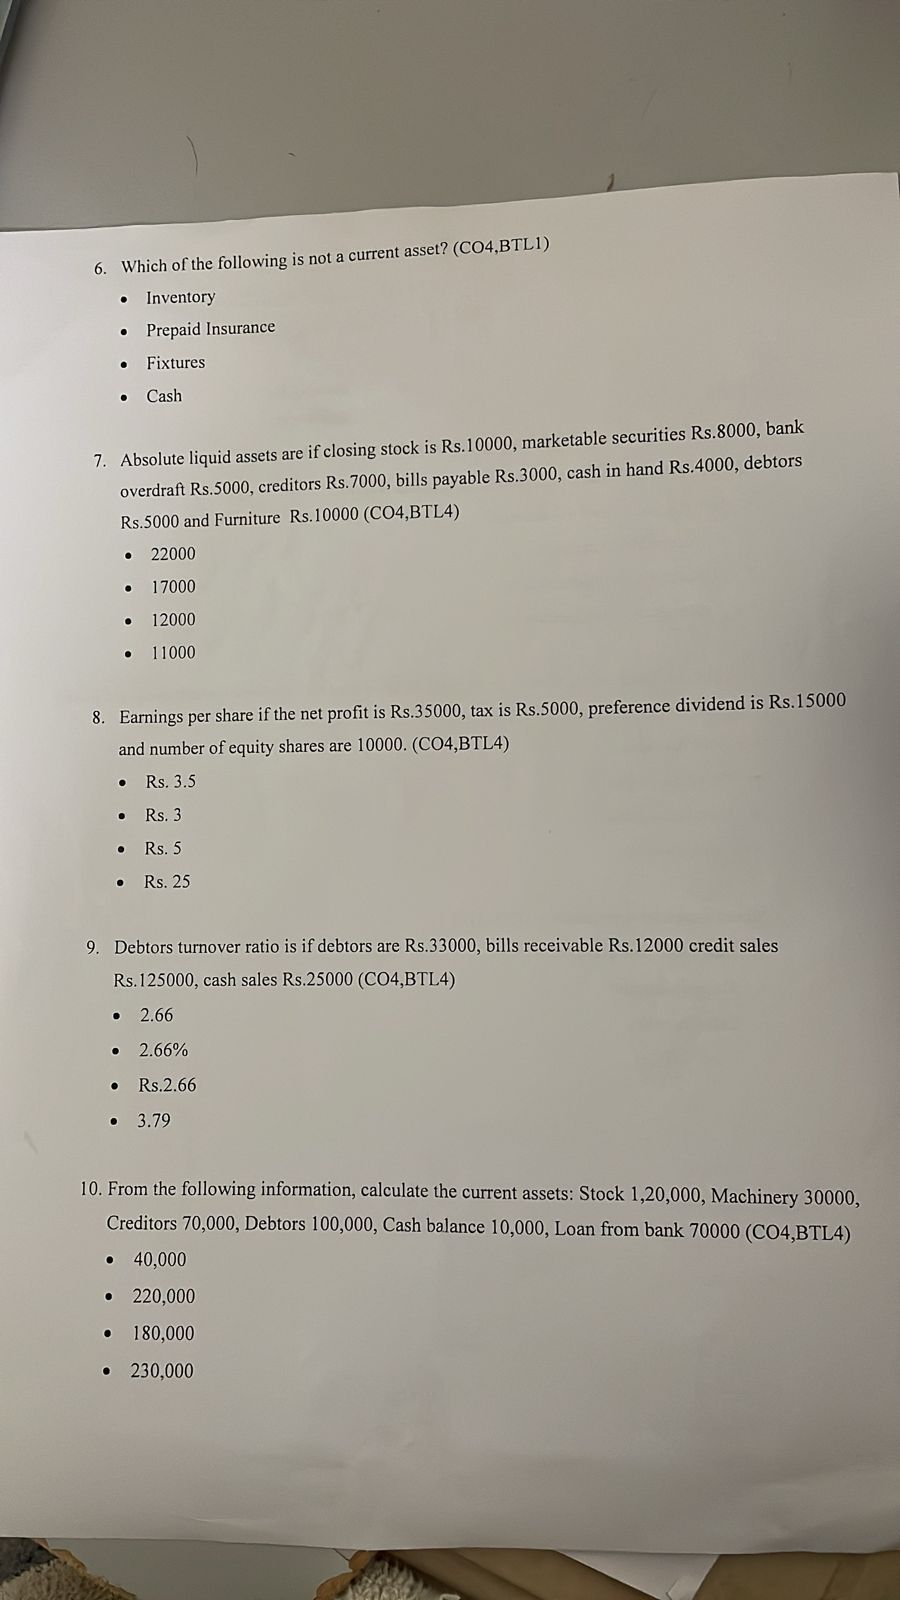 6. Which of the following is not a current asset? (CO4,BTL1)
• Inventory
• Prepaid Insurance
• Fixtures
• Cash
7. Absolute liquid assets are if closing stock is Rs.10000, marketable securities Rs.8000, bank
overdraft Rs.5000, creditors Rs.7000, bills payable Rs.3000, cash in hand Rs.4000, debtors
Rs.5000 and Furniture Rs.10000 (CO4,BTL4)
• 22000
• 17000
• 12000
• 11000
8. Earnings per share if the net profit is Rs.35000, tax is Rs.5000, preference dividend is Rs.15000
and number of equity shares are 10000. (CO4,BTL4)
• Rs. 3.5
• Rs. 3
• Rs. 5
• Rs. 25
9. Debtors turnover ratio is if debtors are Rs.33000, bills receivable Rs.12000 credit sales
Rs.125000, cash sales Rs.25000 (CO4,BTL4)
• 2.66
• 2.66%
• Rs.2.66
• 3.79
10. From the following information, calculate the current assets: Stock 1,20,000, Machinery 30000,
Creditors 70,000, Debtors 100,000, Cash balance 10,000, Loan from bank 70000 (CO4,BTL4)
• 40,000
• 220,000
• 180,000
• 230,000